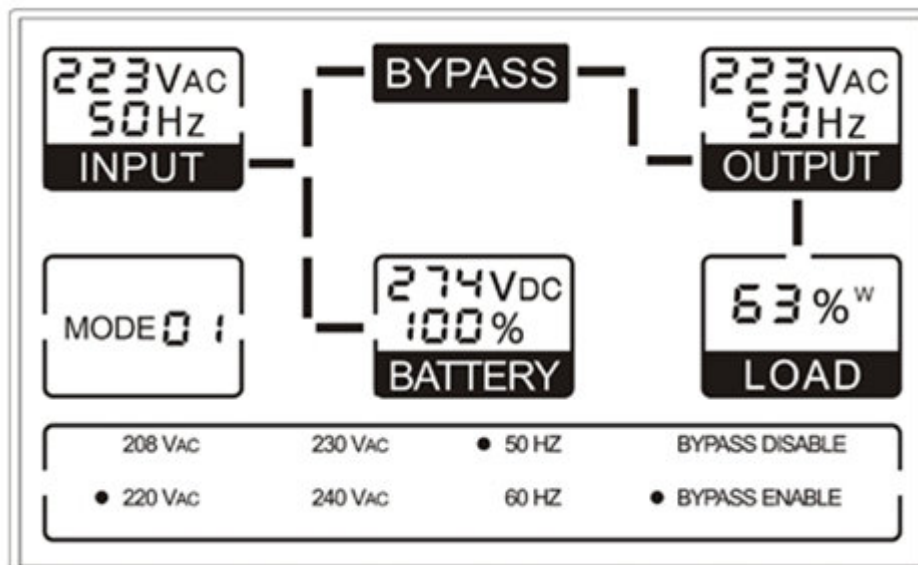 223VAC
50Hz
INPUT
BYPASS
223VAC
50Hz
OUTPUT
MODE 01
274VDC
100%
BATTERY
63%W
LOAD
208 VAC 230 VAC ● 50 HZ BYPASS DISABLE
● 220 VAC 240 VAC 60 HZ ● BYPASS ENABLE